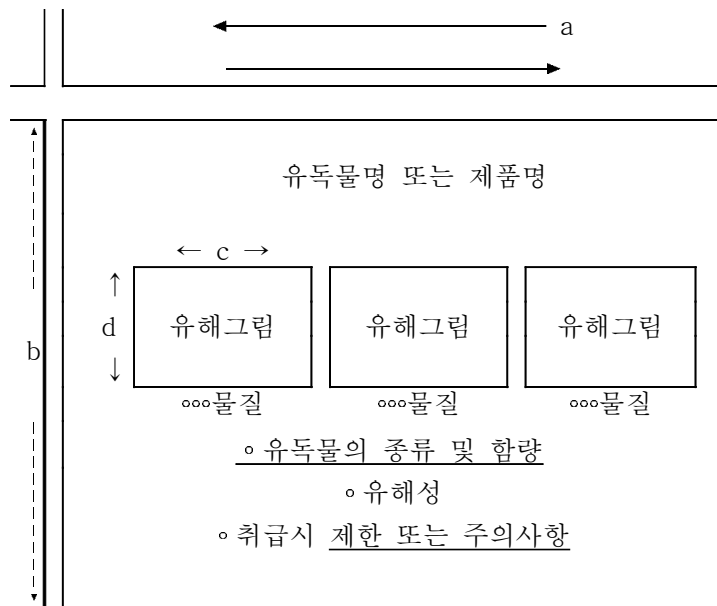 a
유독물명 또는 제품명
← c →
↑
d
↓
b
유해그림 유해그림 유해그림
∘∘∘물질 ∘∘∘물질 ∘∘∘물질
∘유독물의 종류 및 함량
∘유해성
∘취급시 제한 또는 주의사항